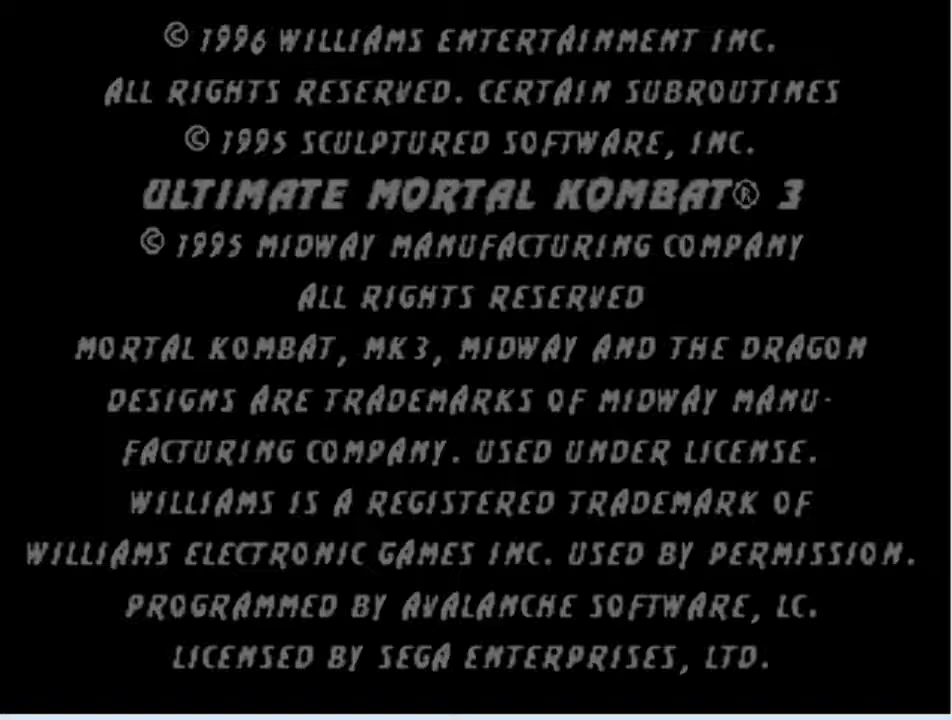 © 1996 WILLIAMS ENTERTAINMENT INC.
ALL RIGHTS RESERVED. CERTAIN SUBROUTINES
© 1995 SCULPTURED SOFTWARE, INC.
ULTIMATE MORTAL KOMBAT® 3
© 1995 MIDWAY MANUFACTURING COMPANY
ALL RIGHTS RESERVED
MORTAL KOMBAT, MK3, MIDWAY AND THE DRAGON
DESIGNS ARE TRADEMARKS OF MIDWAY MANU-
FACTURING COMPANY. USED UNDER LICENSE.
WILLIAMS IS A REGISTERED TRADEMARK OF
WILLIAMS ELECTRONIC GAMES INC. USED BY PERMISSION.
PROGRAMMED BY AVALANCHE SOFTWARE, LC.
LICENSED BY SEGA ENTERPRISES, LTD.